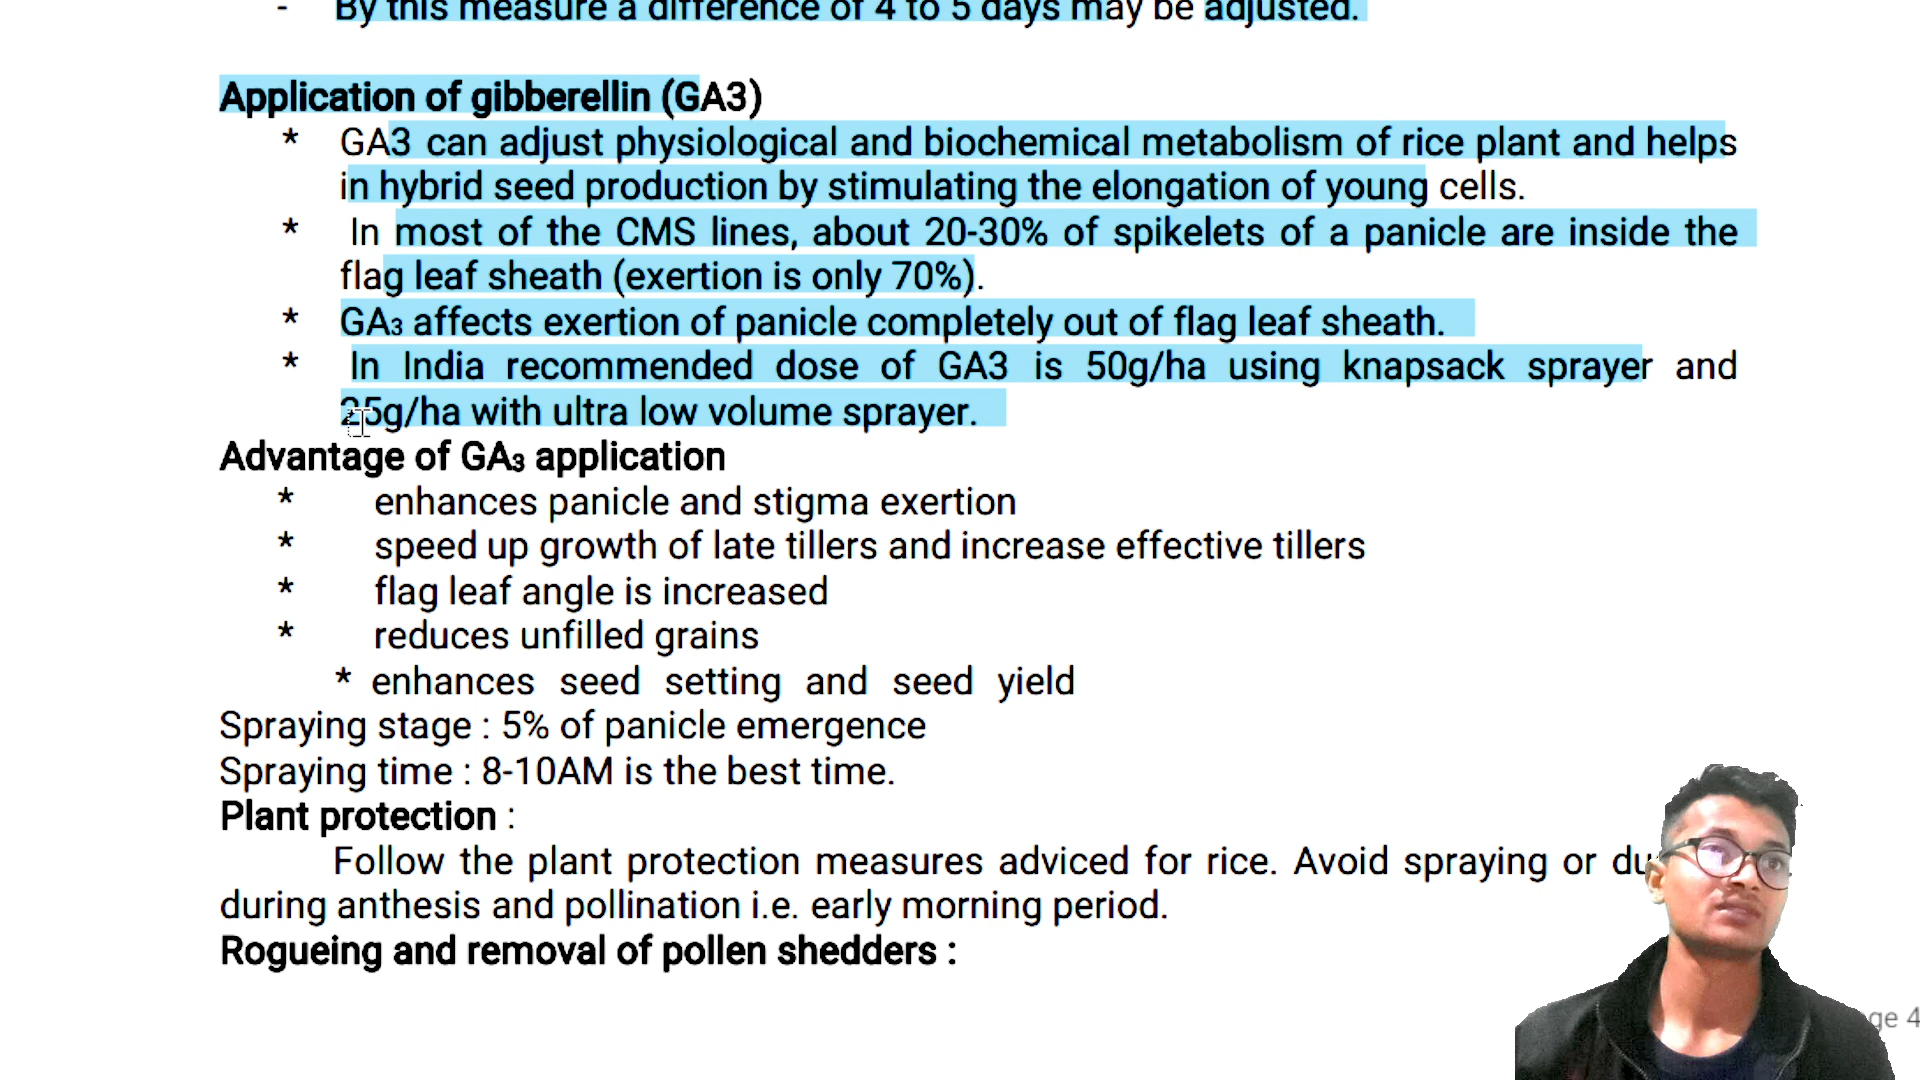 - By this measure a difference of 4 to 5 days may be adjusted.
Application of gibberellin (GA3)
* GA3 can adjust physiological and biochemical metabolism of rice plant and helps
in hybrid seed production by stimulating the elongation of young cells.
* In most of the CMS lines, about 20-30% of spikelets of a panicle are inside the
flag leaf sheath (exertion is only 70%).
* GA₃ affects exertion of panicle completely out of flag leaf sheath.
* In India recommended dose of GA3 is 50g/ha using knapsack sprayer and
25g/ha with ultra low volume sprayer.
Advantage of GA₃ application
* enhances panicle and stigma exertion
* speed up growth of late tillers and increase effective tillers
* flag leaf angle is increased
* reduces unfilled grains
* enhances seed setting and seed yield
Spraying stage : 5% of panicle emergence
Spraying time : 8-10AM is the best time.
Plant protection :
Follow the plant protection measures adviced for rice. Avoid spraying or
during anthesis and pollination i.e. early morning period.
Rogueing and removal of pollen shedders :
4